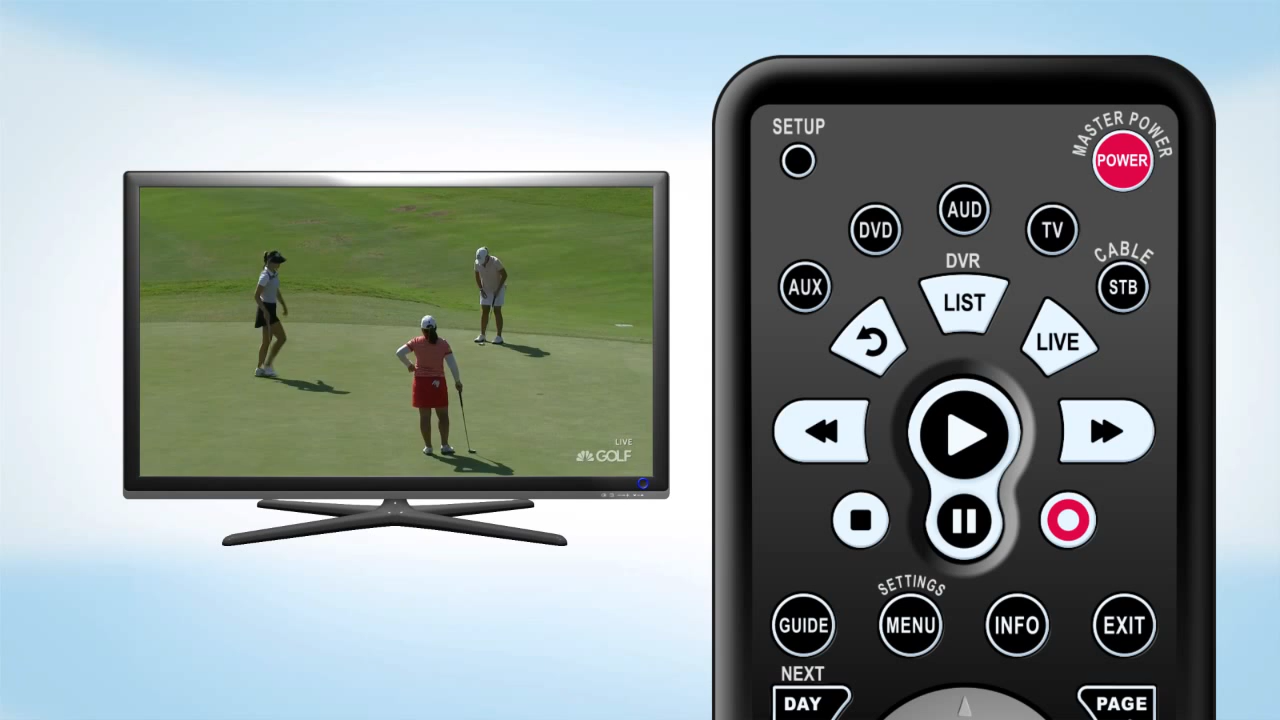 LIVE
GOLF
SETUP
MASTER POWER
POWER
AUD
DVD
TV
DVR
CABLE
AUX
LIST
STB
LIVE
SETTINGS
GUIDE
MENU
INFO
EXIT
NEXT
DAY
PAGE